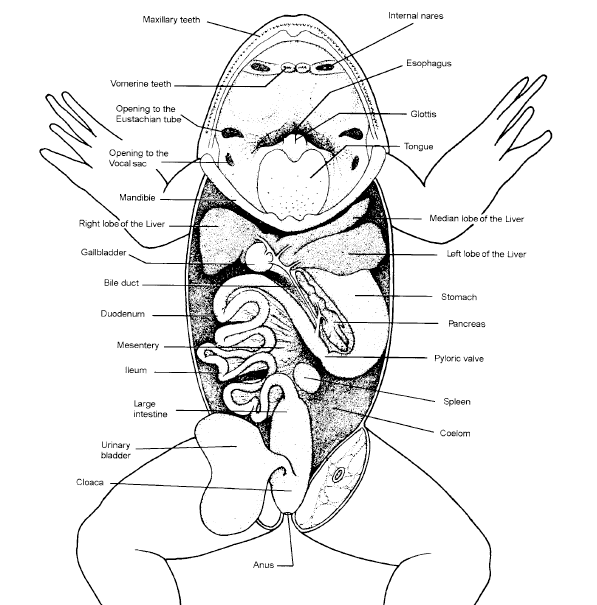 Maxillary teeth
Internal nares
Esophagus
Vomerine teeth
Opening to the
Eustachian tube
Glottis
Tongue
Opening to the
Vocal sac
Mandible
Median lobe of the Liver
Right lobe of the Liver
Gallbladder
Left lobe of the Liver
Bile duct
Stomach
Duodenum
Pancreas
Mesentery
Pyloric valve
Ileum
Spleen
Large
intestine
Coelom
Urinary
bladder
Cloaca
Anus